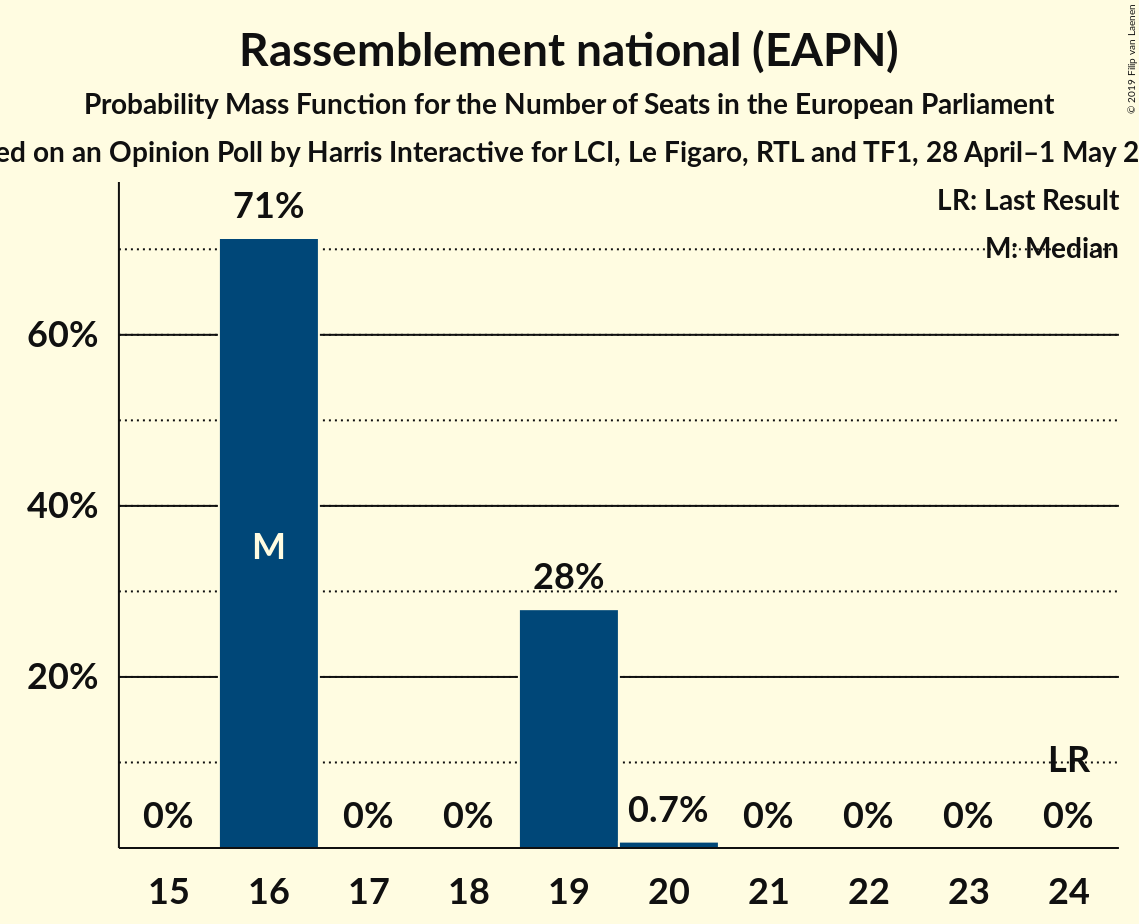 Rassemblement national (EAPN)
Probability Mass Function for the Number of Seats in the European Parliament
on an Opinion Poll by Harris Interactive for LCI, Le Figaro, RTL and TF1, 28 April–1 May
© 2019 Filip van Laenen
LR: Last Result
M: Median
71%
60%
40%
20%
M
28%
LR
0%
0%
0%
0.7%
0%
0%
0%
0%
15 16 17 18 19 20 21 22 23 24